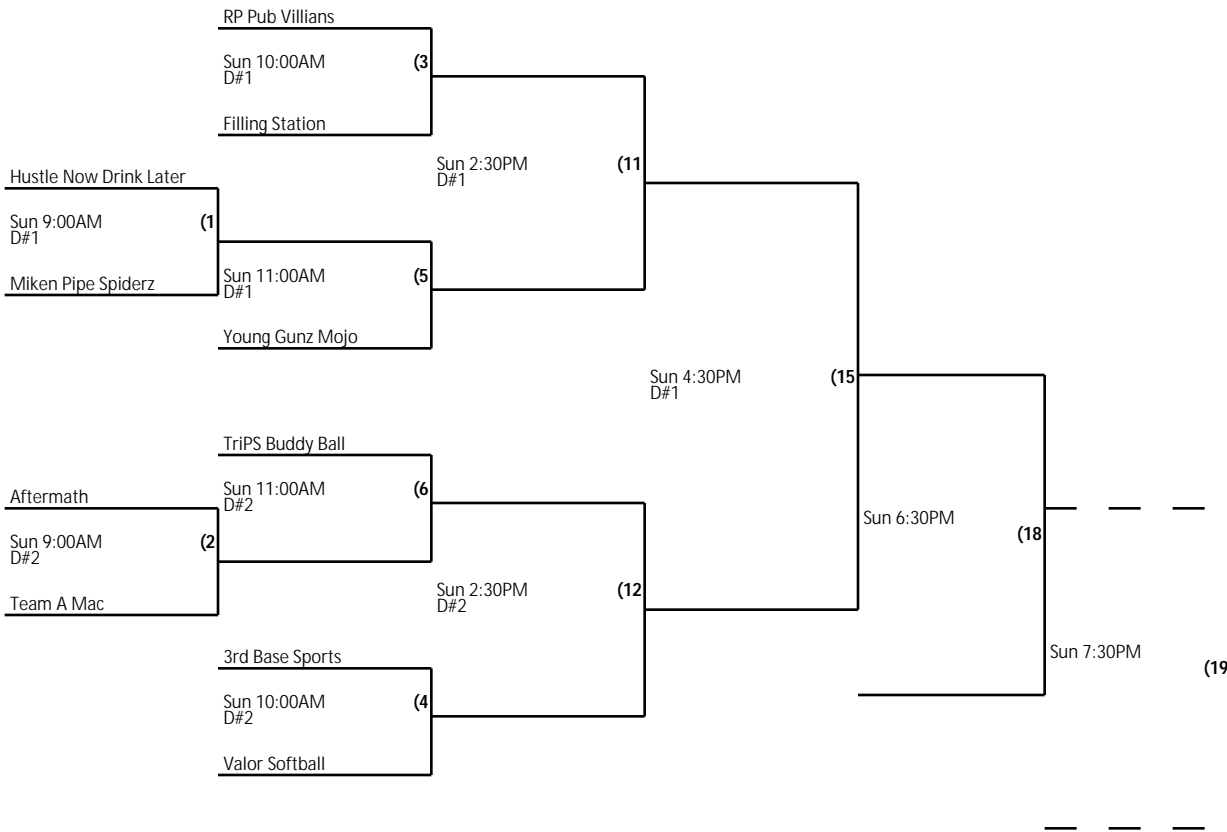 RP Pub Villians
Sun 10:00AM (3
D#1
Filling Station
Sun 2:30PM (11
D#1
Hustle Now Drink Later
Sun 9:00AM (1
D#1
Miken Pipe Spiderz
Sun 11:00AM (5
D#1
Young Gunz Mojo
Sun 4:30PM (15
D#1
TriPS Buddy Ball
Sun 11:00AM (6
D#2
Aftermath
Sun 9:00AM (2
D#2
Team A Mac
Sun 6:30PM (18
Sun 2:30PM (12
D#2
3rd Base Sports
Sun 10:00AM (4
D#2
Valor Softball
Sun 7:30PM (19